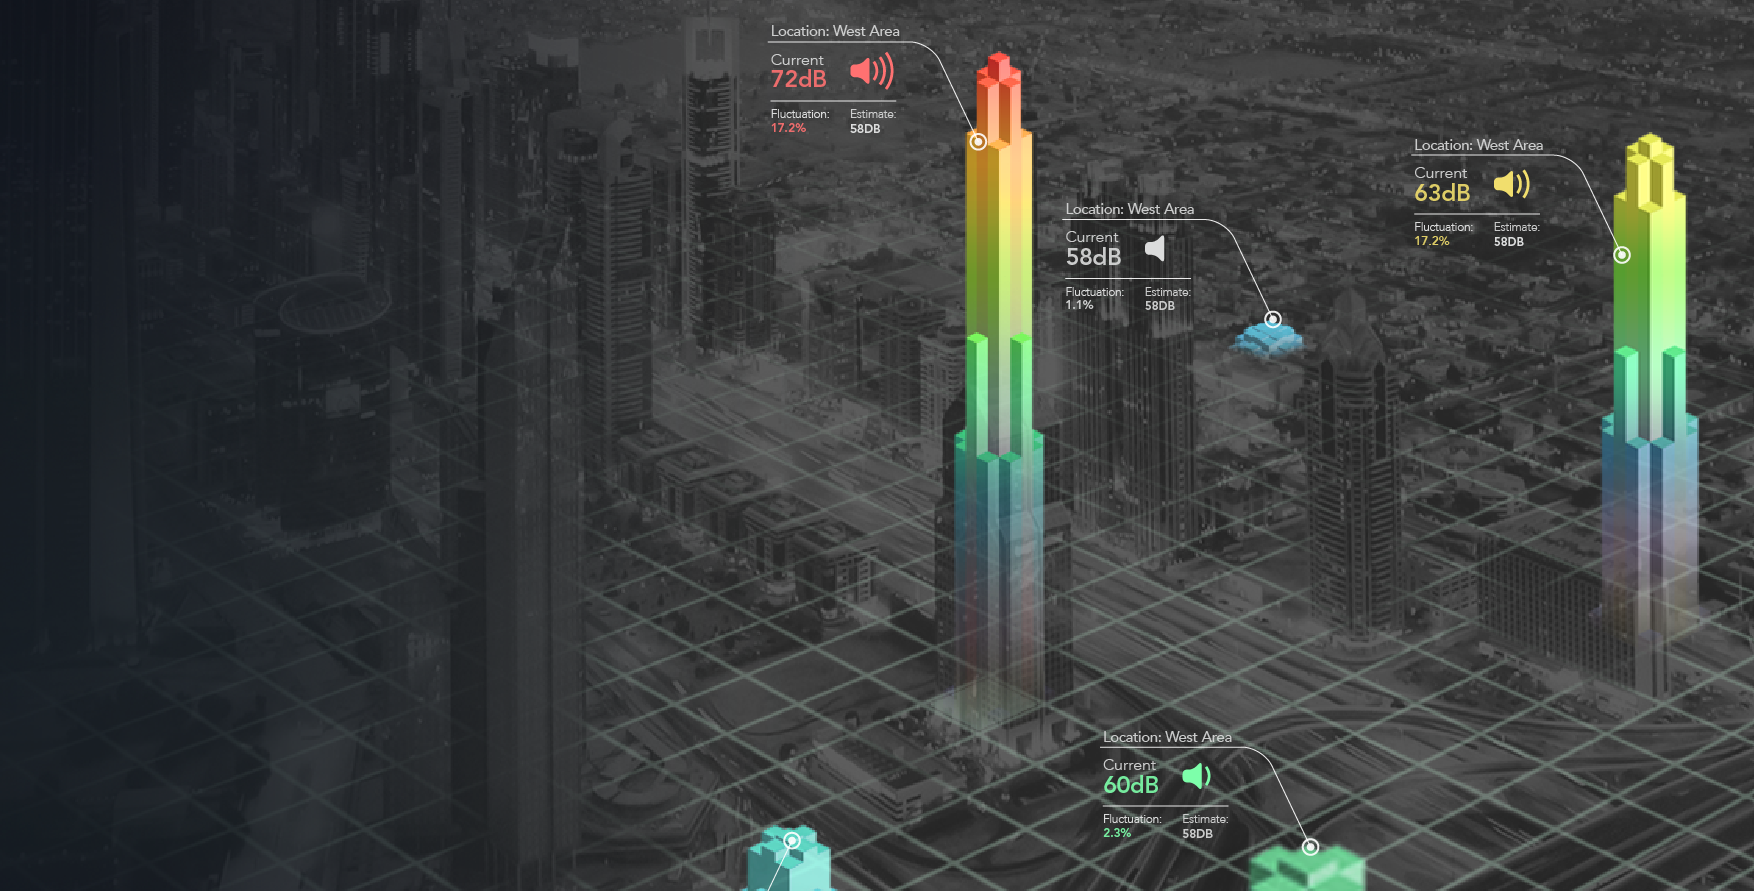 Location: West Area
Current
72dB
Fluctuation: Estimate:
17.2% 58DB
Location: West Area
Current
63dB
Fluctuation: Estimate:
17.2% 58DB
Location: West Area
Current
58dB
Fluctuation: Estimate:
1.1% 58DB
Location: West Area
Current
60dB
Fluctuation: Estimate:
2.3% 58DB